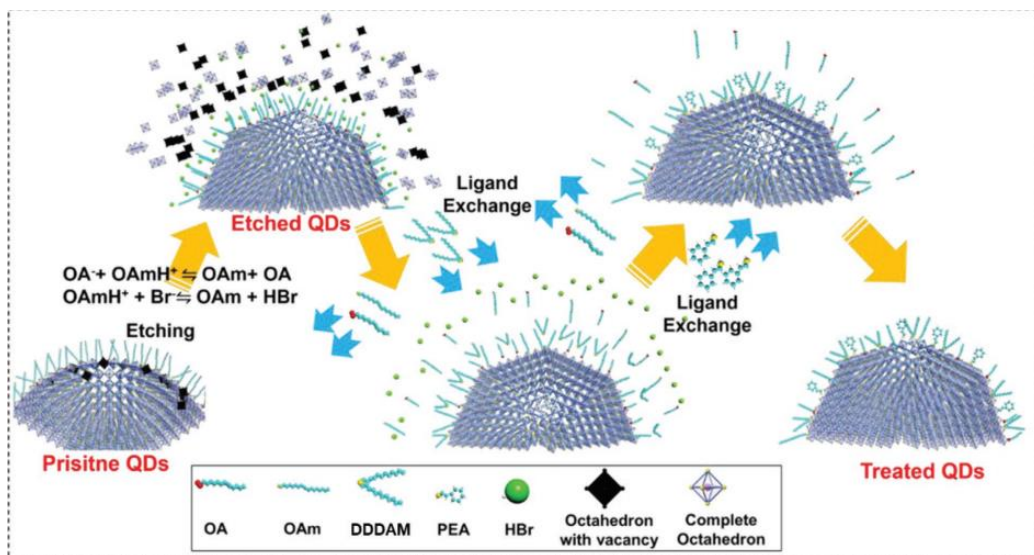 Ligand
Exchange
Etched QDs
OA⁻+ OAmH⁺ ⇋ OAm+ OA
OAmH⁺ + Br⁻⇋ OAm + HBr
Etching
Ligand
Exchange
Prisitne QDs
Treated QDs
OA
OAm
DDDAM
PEA
HBr
Octahedron
with vacancy
Complete
Octahedron